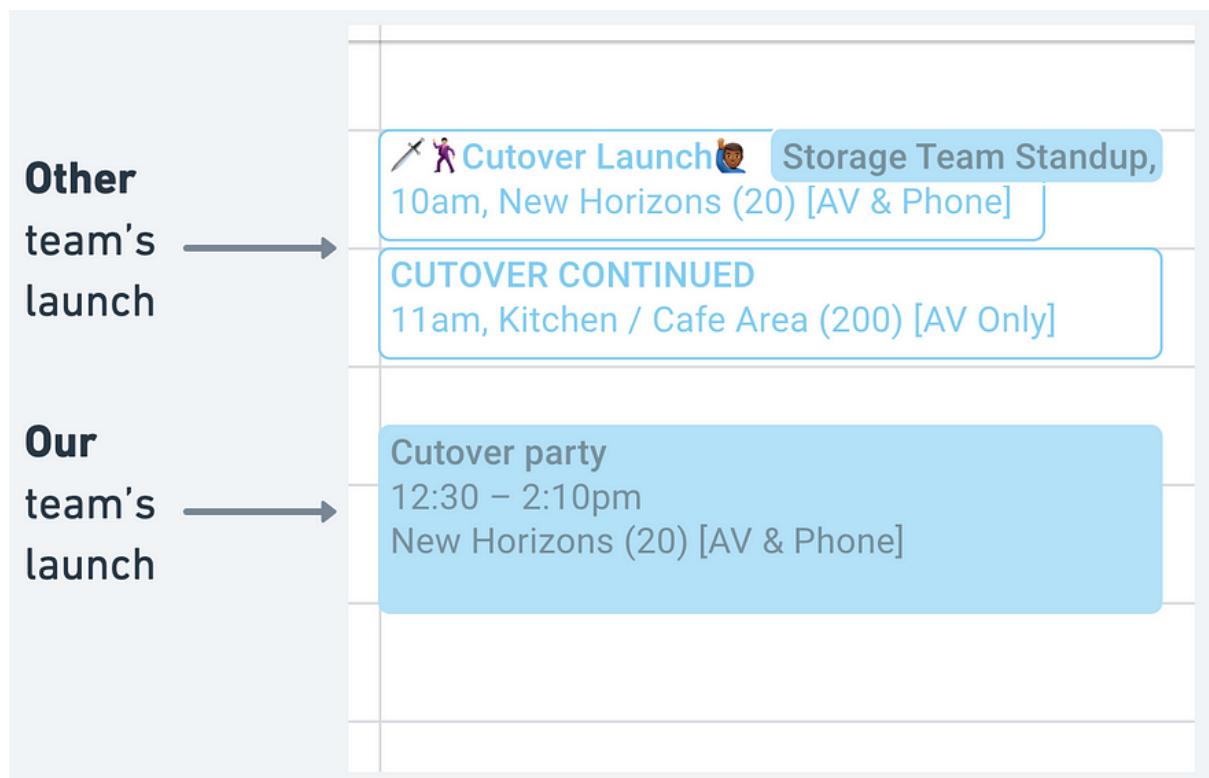 Other
team’s
launch
🗡️🕺Cutover Launch🙋🏾‍♂️
Storage Team Standup,
10am, New Horizons (20) [AV & Phone]
CUTOVER CONTINUED
11am, Kitchen / Cafe Area (200) [AV Only]
Our
team’s
launch
Cutover party
12:30 – 2:10pm
New Horizons (20) [AV & Phone]